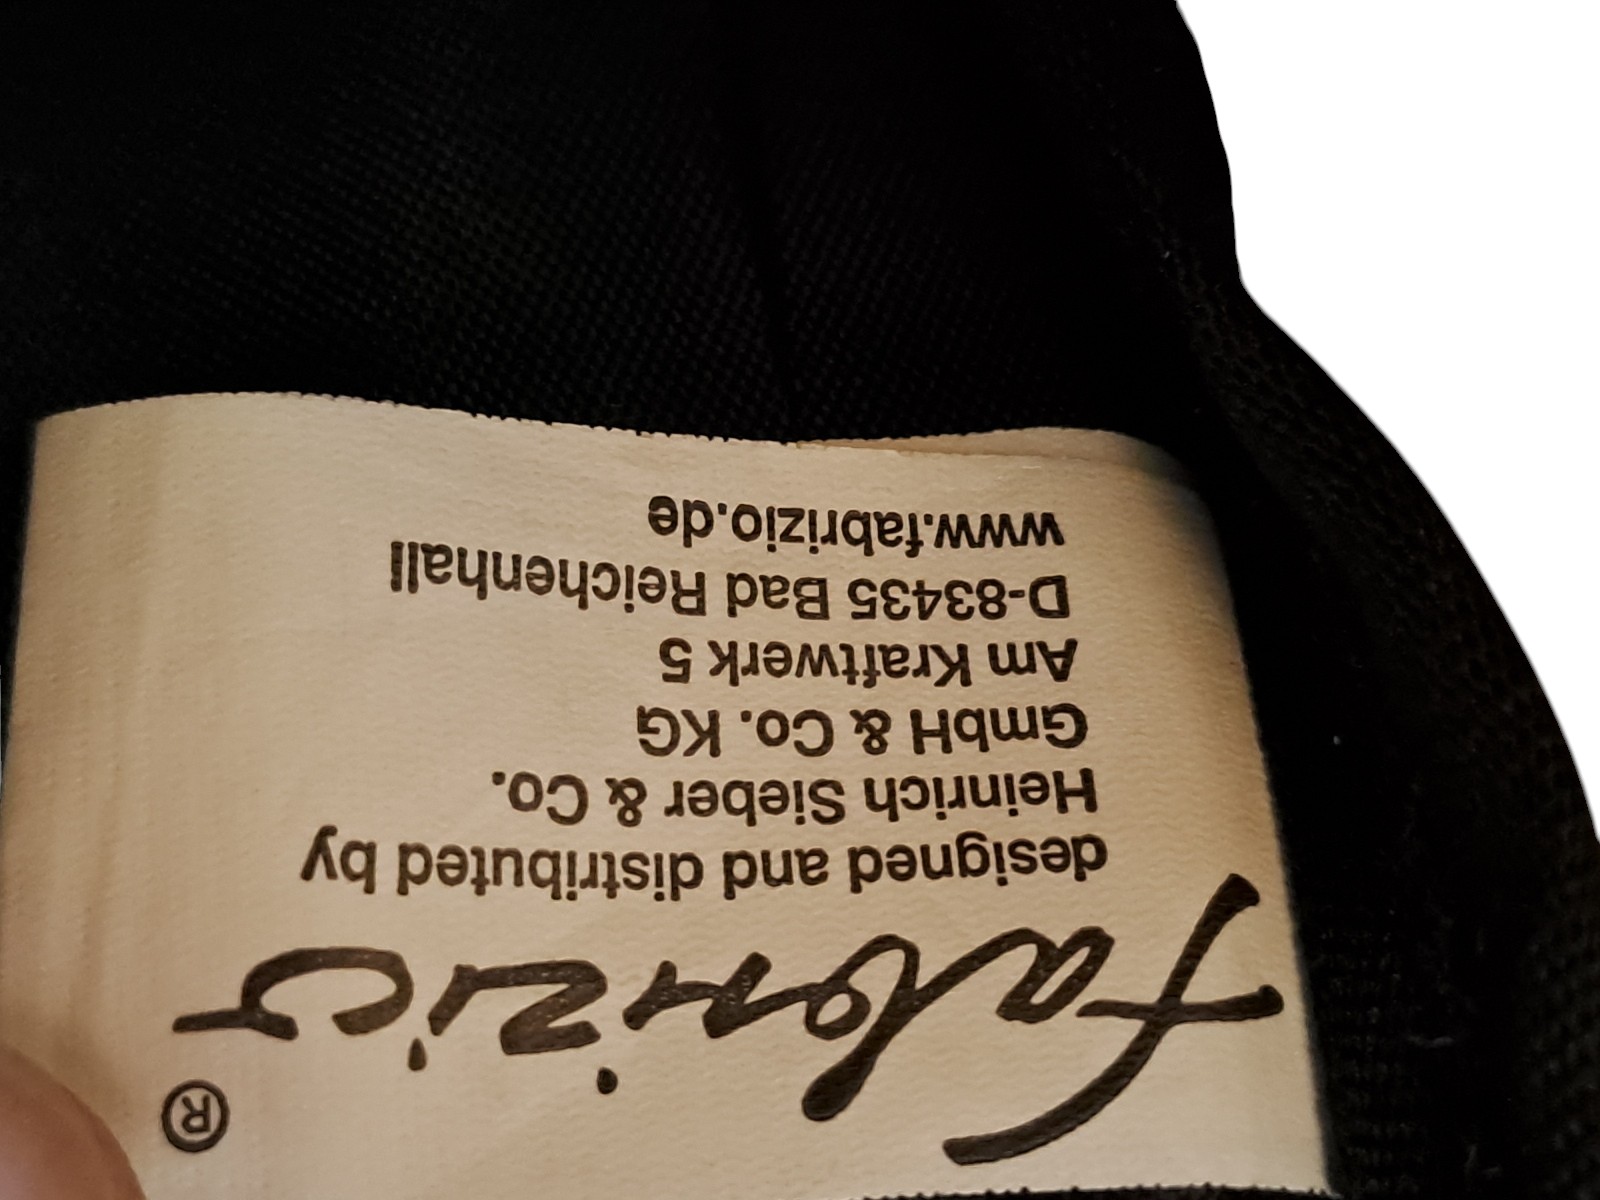 fabrizio ®
designed and distributed by
Heinrich Sieber & Co.
GmbH & Co. KG
Am Kraftwerk 5
D-83435 Bad Reichenhall
www.fabrizio.de